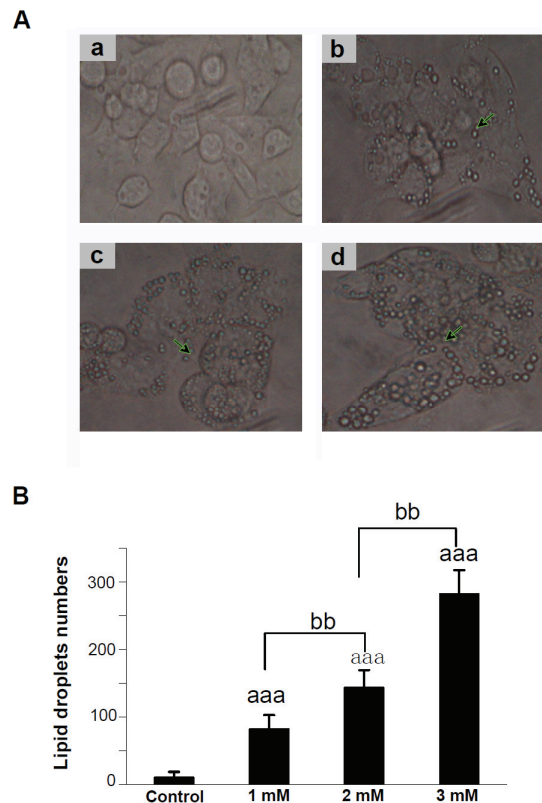 A
a
b
c
d
B
Lipid droplets numbers
300
200
100
0
aaa
aaa
aaa
bb
bb
Control 1 mM 2 mM 3 mM